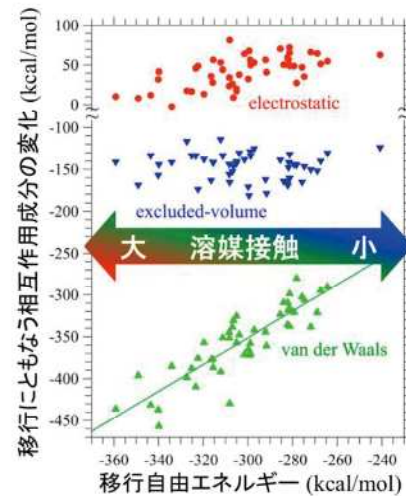 移行にともなう相互作用成分の変化 (kcal/mol)
100
50
0
-100
-150
-200
-250
-300
-350
-400
-450
electrostatic
excluded-volume
大 溶媒接触 小
van der Waals
-360 -340 -320 -300 -280 -260 -240
移行自由エネルギー (kcal/mol)